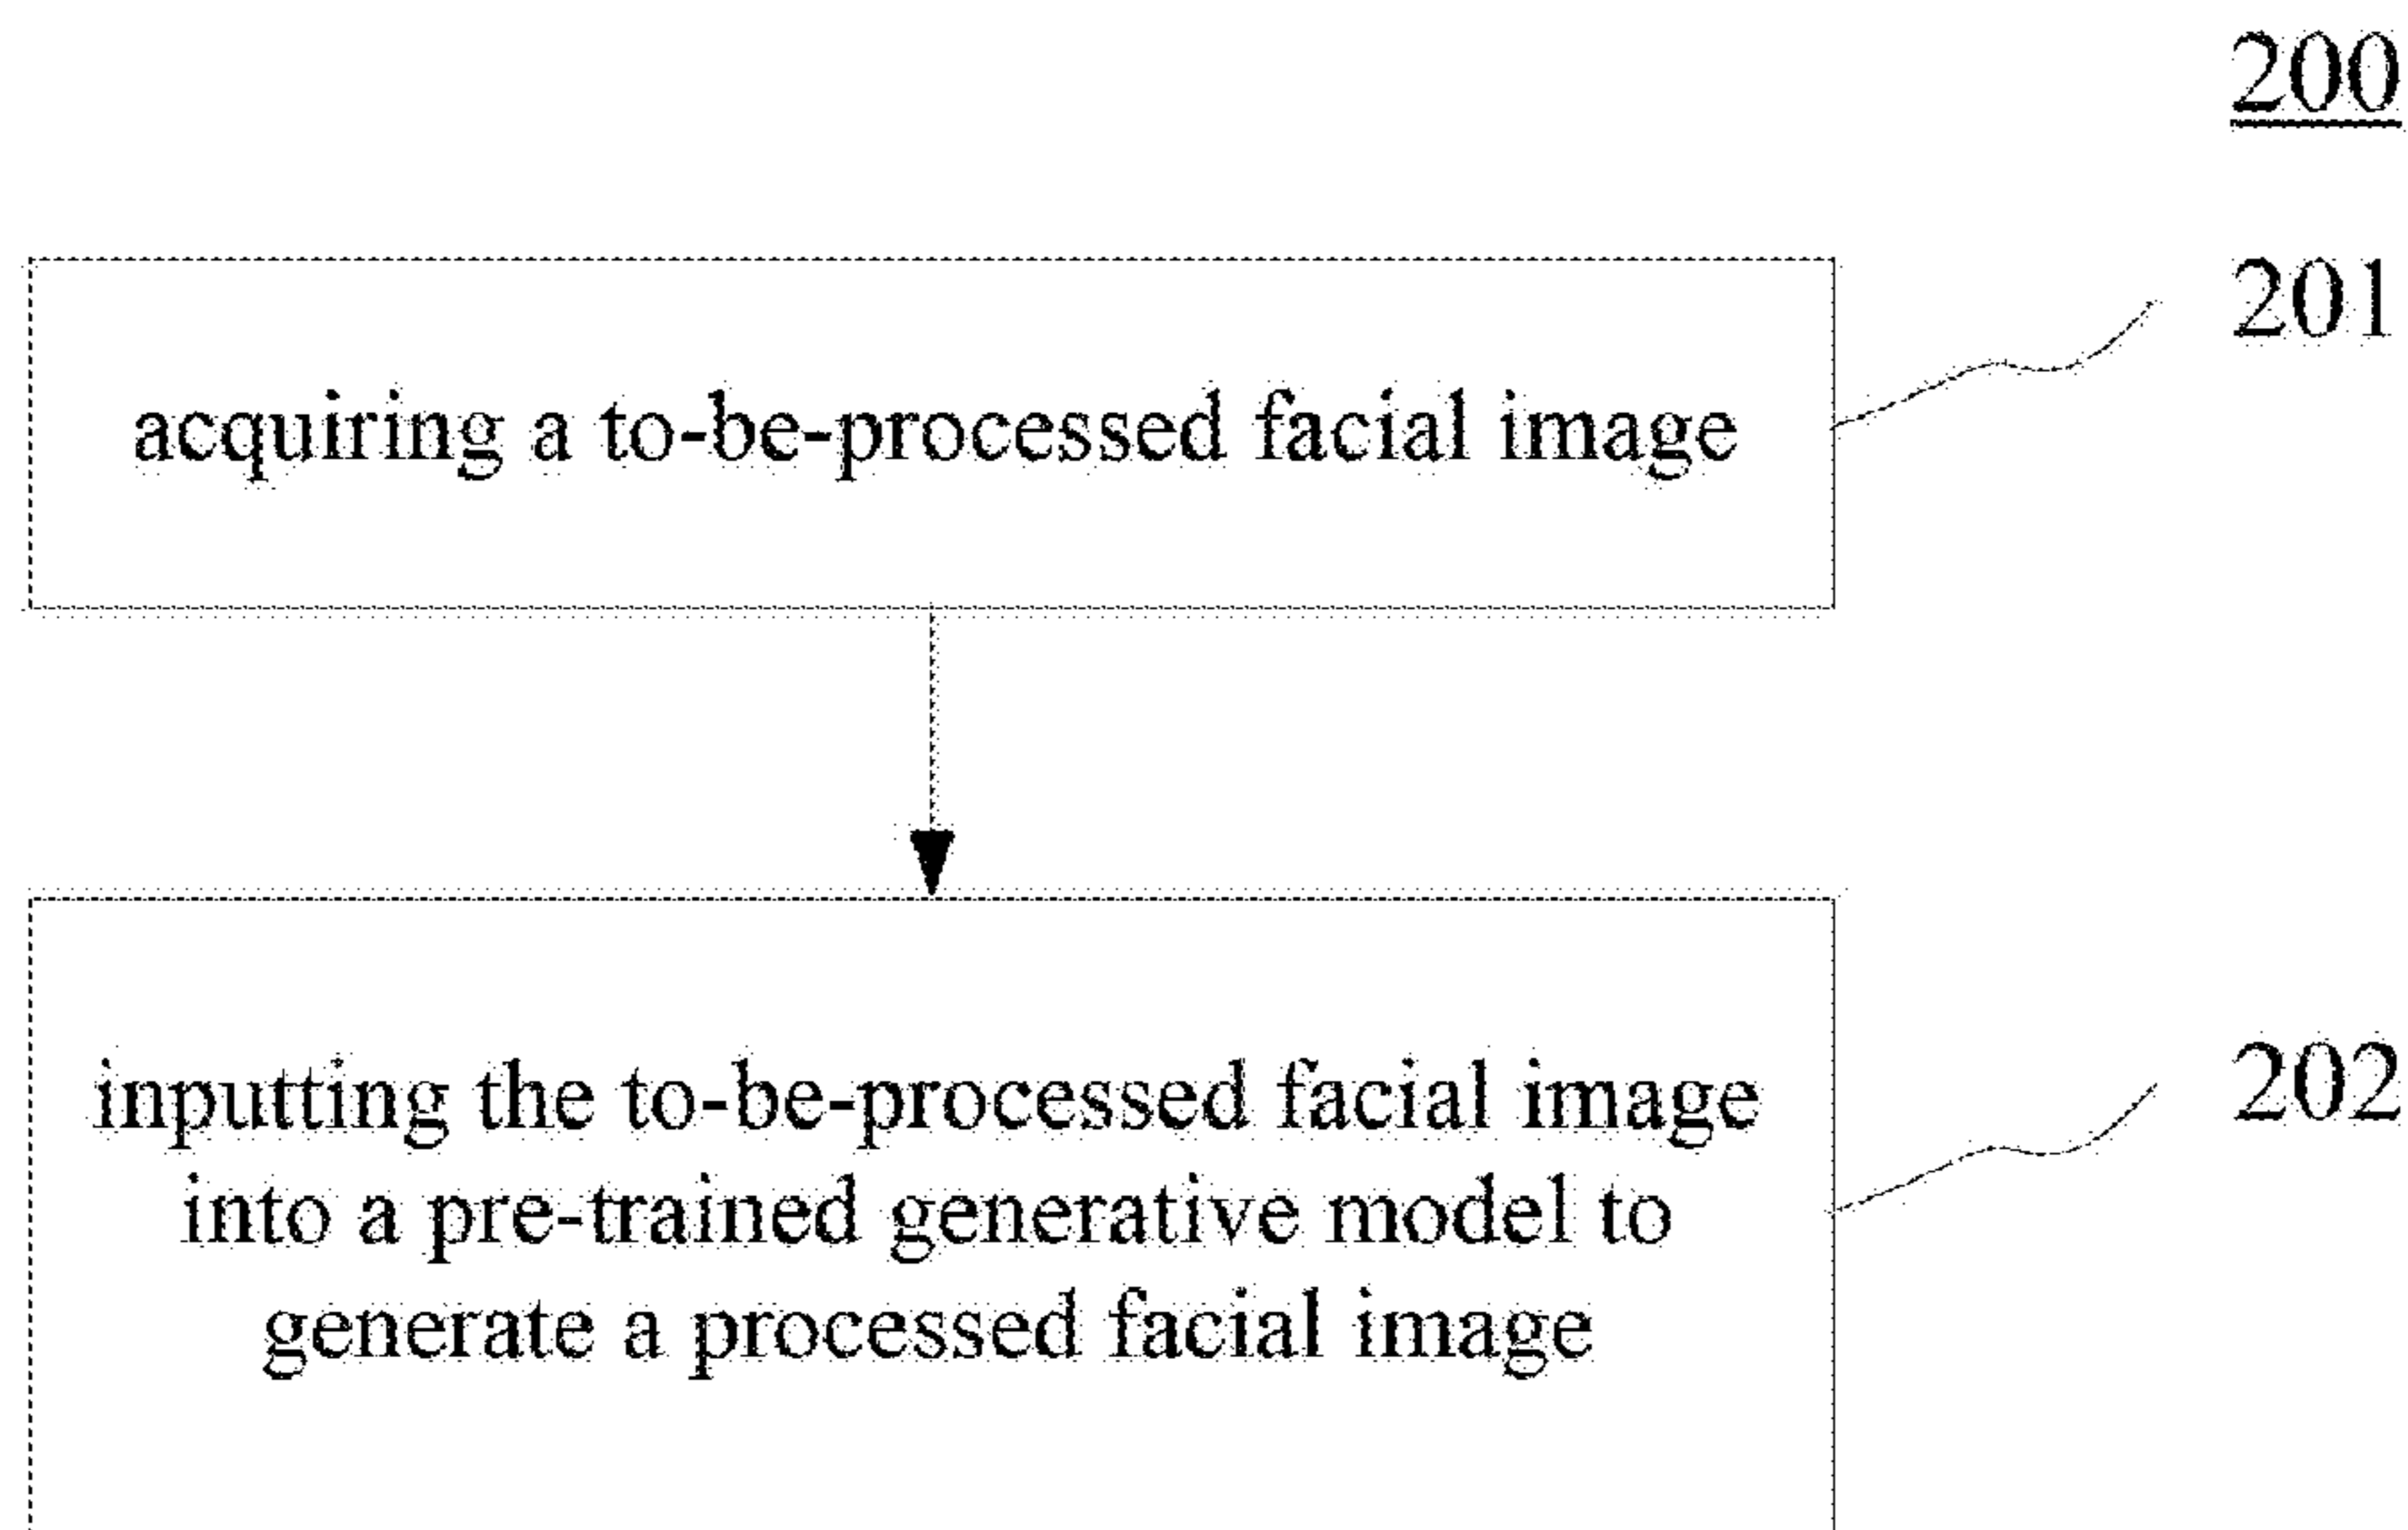 200
201
acquiring a to-be-processed facial image
inputting the to-be-processed facial image
into a pre-trained generative model to
generate a processed facial image
202